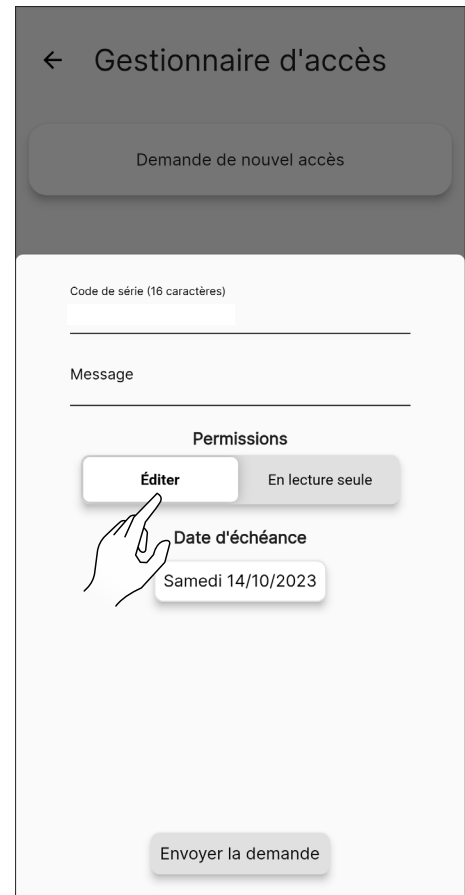 Gestionnaire d'accès
Demande de nouvel accès
Code de série (16 caractères)
Message
Permissions
Éditer
En lecture seule
Date d'échéance
Samedi 14/10/2023
Envoyer la demande